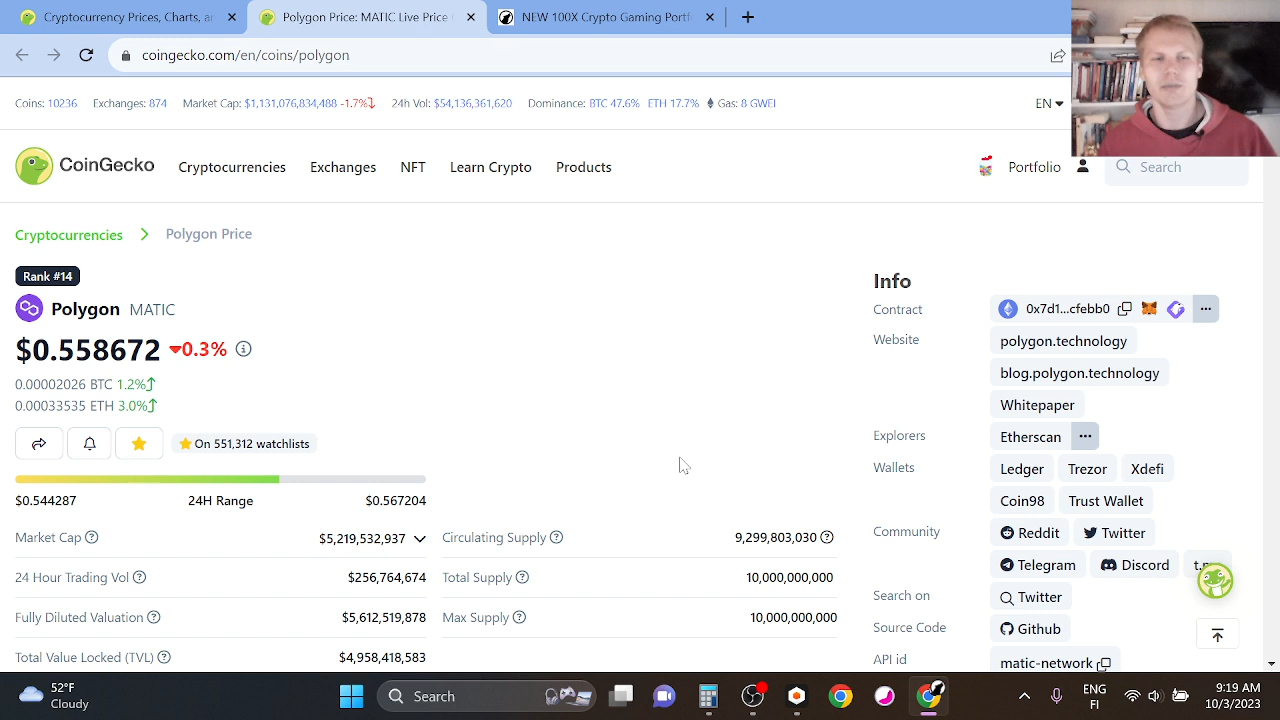 Polygon Price, Charts,
Polygon Price: MATIC Live Price
NEW 100X Crypto Gaming Portf
coingecko.com/en/coins/polygon
Coins: 10236 Exchanges: 874 Market Cap: $1,131,076,834,488 -1.7% 24h Vol: $54,136,361,620 Dominance: BTC 47.6% ETH 17.7% Gas: 8 GWEI
EN
CoinGecko
Cryptocurrencies Exchanges NFT Learn Crypto Products
Portfolio
Search
Cryptocurrencies Polygon Price
Rank #14
Polygon MATIC
$0.558672 0.3%
0.00002026 BTC 1.2%
0.00033535 ETH 3.0%
On 551,312 watchlists
$0.544287 24H Range $0.567204
Market Cap $5,219,532,937
24 Hour Trading Vol $256,764,674
Fully Diluted Valuation $5,612,519,878
Total Value Locked (TVL) $4,958,418,583
Circulating Supply 9,299,803,030
Total Supply 10,000,000,000
Max Supply 10,000,000,000
Info
Contract 0x7d1...cfebb0
Website polygon.technology
blog.polygon.technology
Whitepaper
Explorers Etherscan
Wallets Ledger Trezor Xdefi
Coin98 Trust Wallet
Community Reddit Twitter
Telegram Discord
Search on Twitter
Source Code Github
API id matic-network
52°F
Cloudy
Search
ENG
FI
9:19 AM
10/3/2023